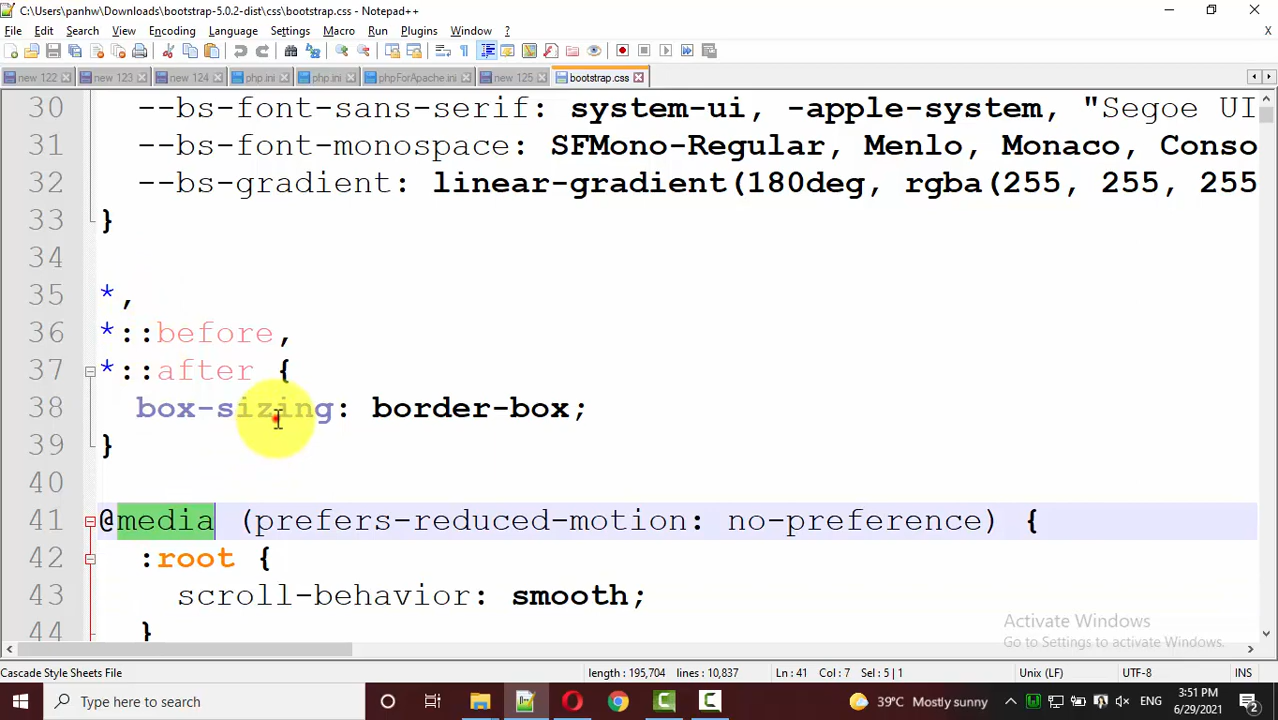 C:\Users\panhw\Downloads\bootstrap-5.0.2-dist\css\bootstrap.css - Notepad++
File Edit Search View Encoding Language Settings Macro Run Plugins Window ? X
new 122 new 123 new 124 php.ini php.ini phpForApache.ini new 125 bootstrap.css
30 --bs-font-sans-serif: system-ui, -apple-system, "Segoe UI
31 --bs-font-monospace: SFMono-Regular, Menlo, Monaco, Conso
32 --bs-gradient: linear-gradient(180deg, rgba(255, 255, 255
33 }
34
35 *,
36 *::before,
37 *::after {
38 box-sizing: border-box;
39 }
40
41 @media (prefers-reduced-motion: no-preference) {
42 :root {
43 scroll-behavior: smooth;
44 }
Activate Windows
Go to Settings to activate Windows.
Cascade Style Sheets File length : 195,704 lines : 10,837 Ln : 41 Col : 7 Sel : 5 | 1 Unix (LF) UTF-8 INS
Type here to search 39°C Mostly sunny ENG 3:51 PM
6/29/2021 2